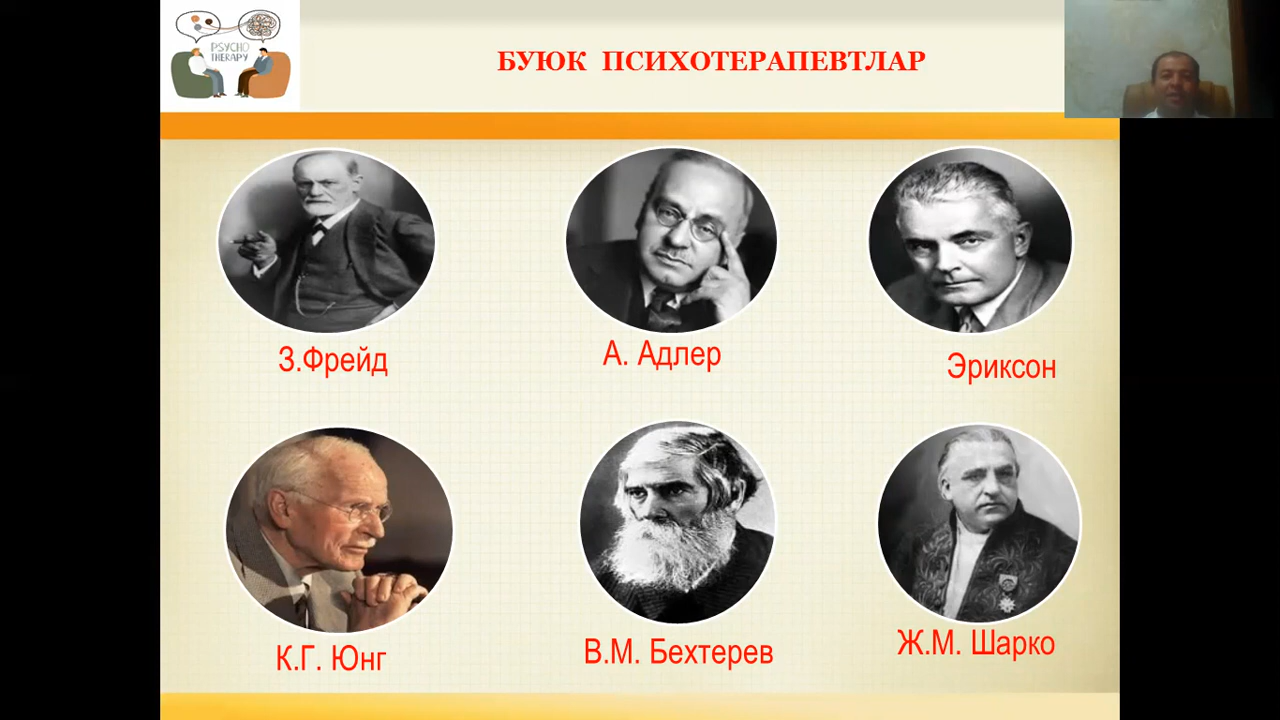 PSYCHO
THERAPY
БУЮК ПСИХОТЕРАПЕВТЛАР
З.Фрейд
А. Адлер
Эриксон
К.Г. Юнг
В.М. Бехтерев
Ж.М. Шарко